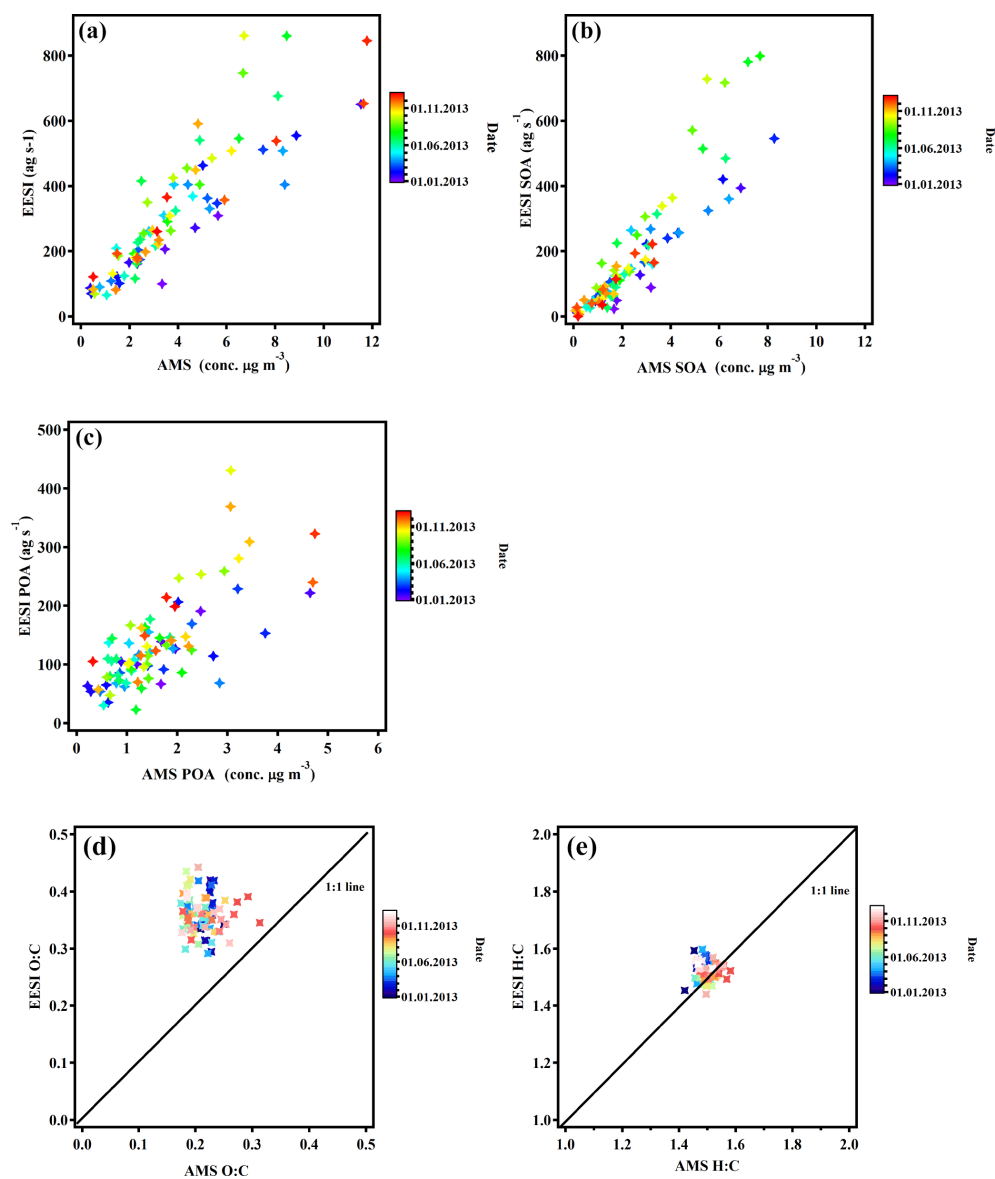 (a)
800
600
400
200
0
EESI (ag s-1)
0 2 4 6 8 10 12
AMS (conc. µg m-3)
01.11.2013
01.06.2013
01.01.2013
Date
(b)
800
600
400
200
0
EESI SOA (ag s-1)
0 2 4 6 8 10 12
AMS SOA (conc. µg m-3)
01.11.2013
01.06.2013
01.01.2013
Date
(c)
500
400
300
200
100
0
EESI POA (ag s-1)
0 1 2 3 4 5 6
AMS POA (conc. µg m-3)
01.11.2013
01.06.2013
01.01.2013
Date
(d)
0.5
0.4
0.3
0.2
0.1
0.0
EESI O:C
1:1 line
0.0 0.1 0.2 0.3 0.4 0.5
AMS O:C
01.11.2013
01.06.2013
01.01.2013
Date
(e)
2.0
1.8
1.6
1.4
1.2
1.0
EESI H:C
1:1 line
1.0 1.2 1.4 1.6 1.8 2.0
AMS H:C
01.11.2013
01.06.2013
01.01.2013
Date